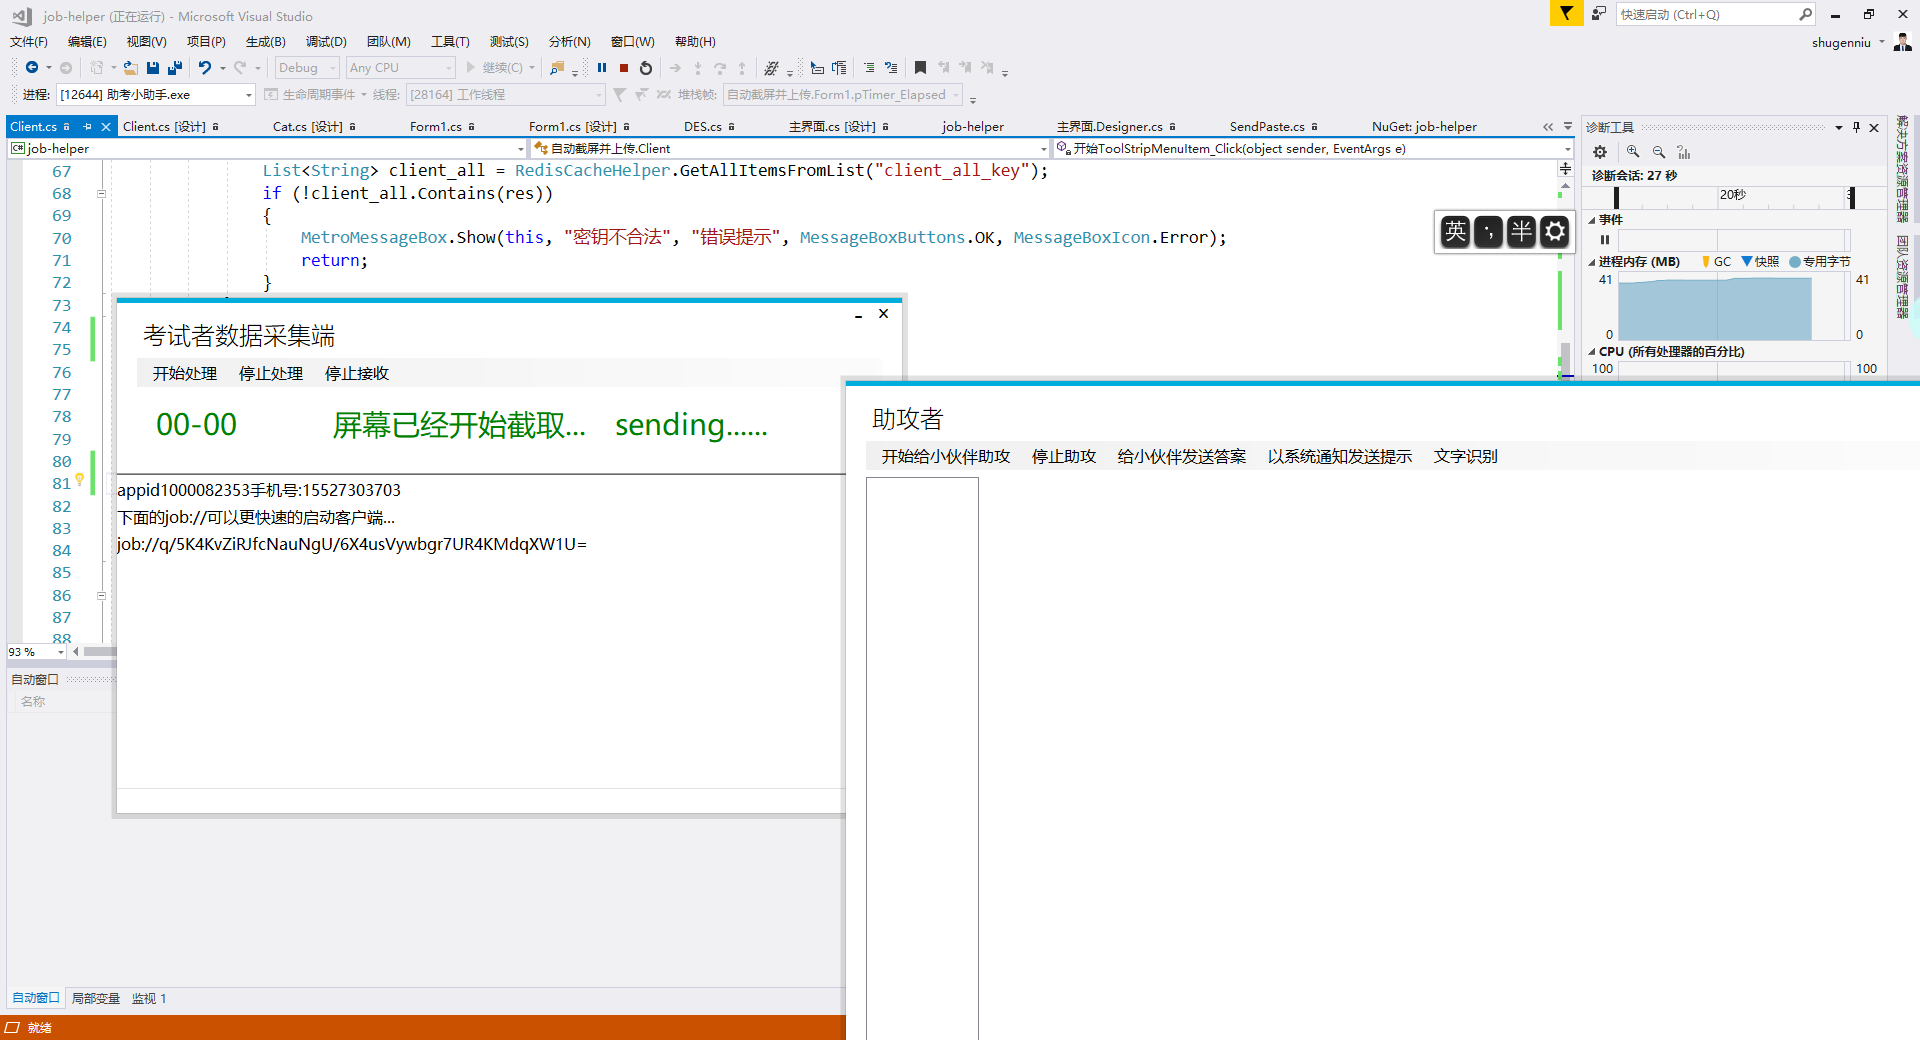 job-helper (正在运行) - Microsoft Visual Studio
快速启动 (Ctrl+Q)
文件(F) 编辑(E) 视图(V) 项目(P) 生成(B) 调试(D) 团队(M) 工具(T) 测试(S) 分析(N) 窗口(W) 帮助(H)
shugenniu
Debug Any CPU 继续(C)
进程: [12644] 助考小助手.exe 生命周期事件 线程: [28164] 工作线程 堆栈帧: 自动截屏并上传.Form1.pTimer_Elapsed
Client.cs Client.cs [设计] Cat.cs [设计] Form1.cs Form1.cs [设计] DES.cs 主界面.cs [设计] job-helper 主界面.Designer.cs SendPaste.cs NuGet: job-helper
job-helper 自动截屏并上传.Client 开始ToolStripMenuItem_Click(object sender, EventArgs e)
67 List<String> client_all = RedisCacheHelper.GetAllItemsFromList("client_all_key");
68 if (!client_all.Contains(res))
69 {
70 MetroMessageBox.Show(this, "密钥不合法", "错误提示", MessageBoxButtons.OK, MessageBoxIcon.Error);
71 return;
72 }
73
74
75
76
77
78
79
80
81
82
83
84
85
86
87
88
93 %
自动窗口
名称
自动窗口 局部变量 监视 1
就绪
考试者数据采集端
开始处理 停止处理 停止接收
00-00 屏幕已经开始截取... sending......
appid1000082353手机号:15527303703
下面的job://可以更快速的启动客户端...
job://q/5K4KvZiRJfcNauNgU/6X4usVywbgr7UR4KMdqXW1U=
助攻者
开始给小伙伴助攻 停止助攻 给小伙伴发送答案 以系统通知发送提示 文字识别
英 半
诊断工具
诊断会话: 27 秒
20秒
事件
进程内存 (MB) GC 快照 专用字节
41 41
0 0
CPU (所有处理器的百分比)
100 100
解决方案资源管理器
团队资源管理器